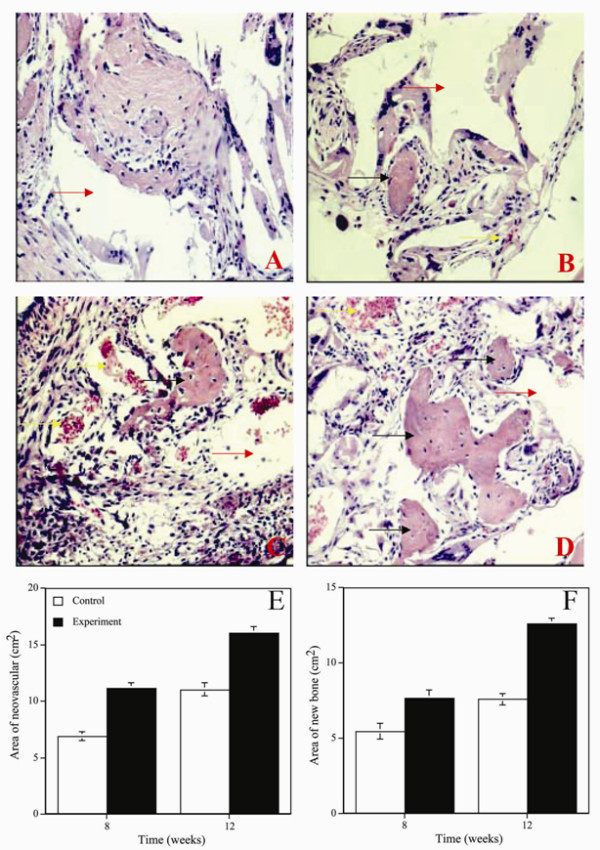 A
B
C
D
E
Control
Experiment
Area of neovascular (cm2)
20
15
10
5
0
8
12
Time (weeks)
F
Area of new bone (cm2)
15
10
5
0
8
12
Time (weeks)